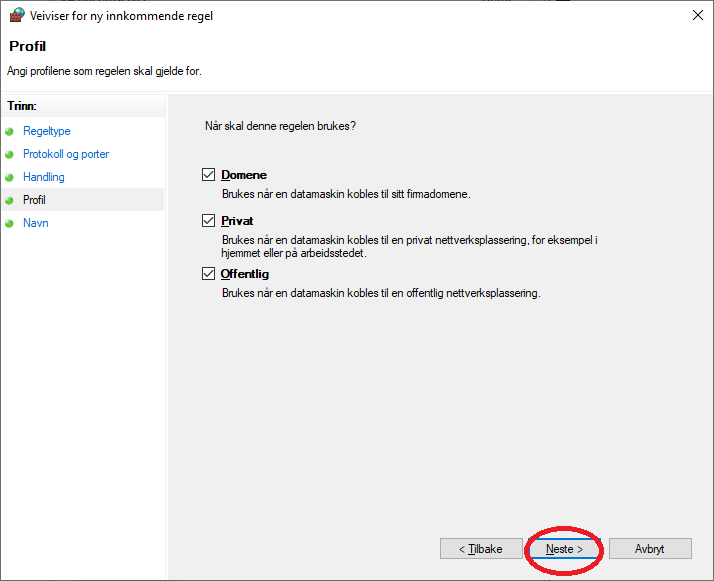 Veiviser for ny innkommende regel
Profil
Angi profilene som regelen skal gjelde for.
Trinn:
Regeltype
Protokoll og porter
Handling
Profil
Navn
Når skal denne regelen brukes?
Domene
Brukes når en datamaskin kobles til sitt firmadomene.
Privat
Brukes når en datamaskin kobles til en privat nettverksplassering, for eksempel i
hjemmet eller på arbeidsstedet.
Offentlig
Brukes når en datamaskin kobles til en offentlig nettverksplassering.
< Tilbake
Neste >
Avbryt